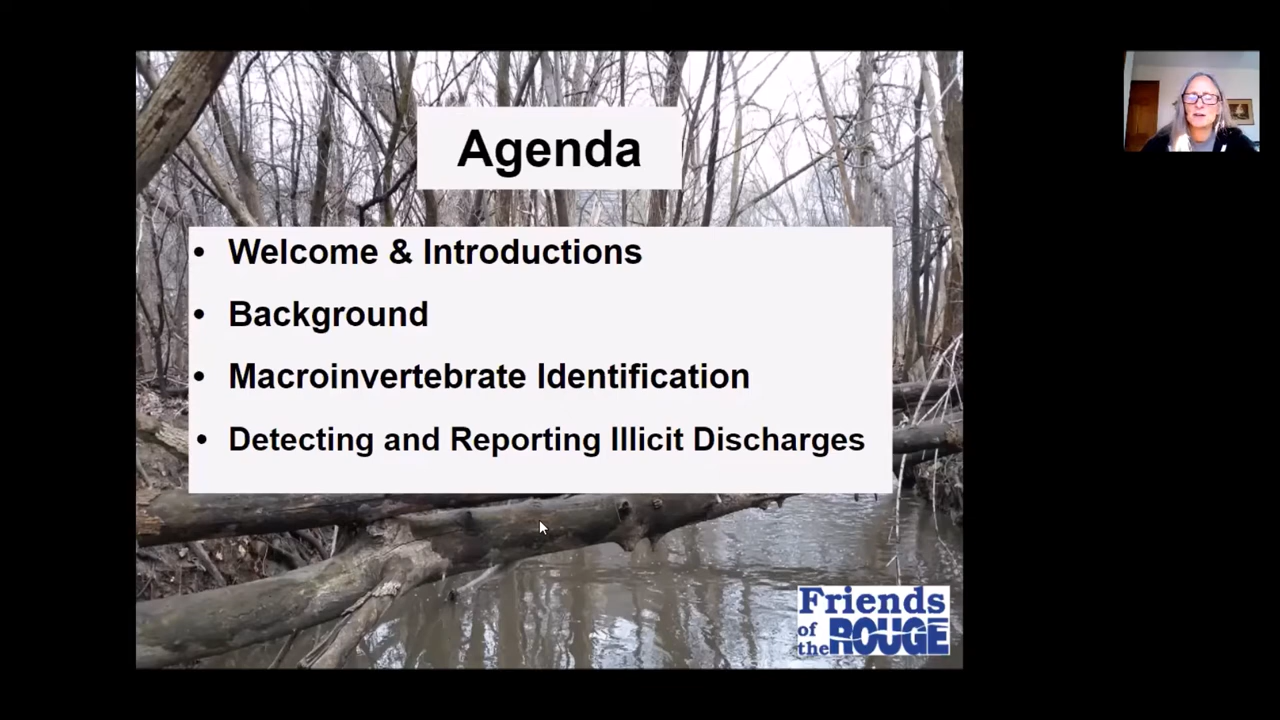 Agenda
• Welcome & Introductions
• Background
• Macroinvertebrate Identification
• Detecting and Reporting Illicit Discharges
Friends
of
the ROUGE